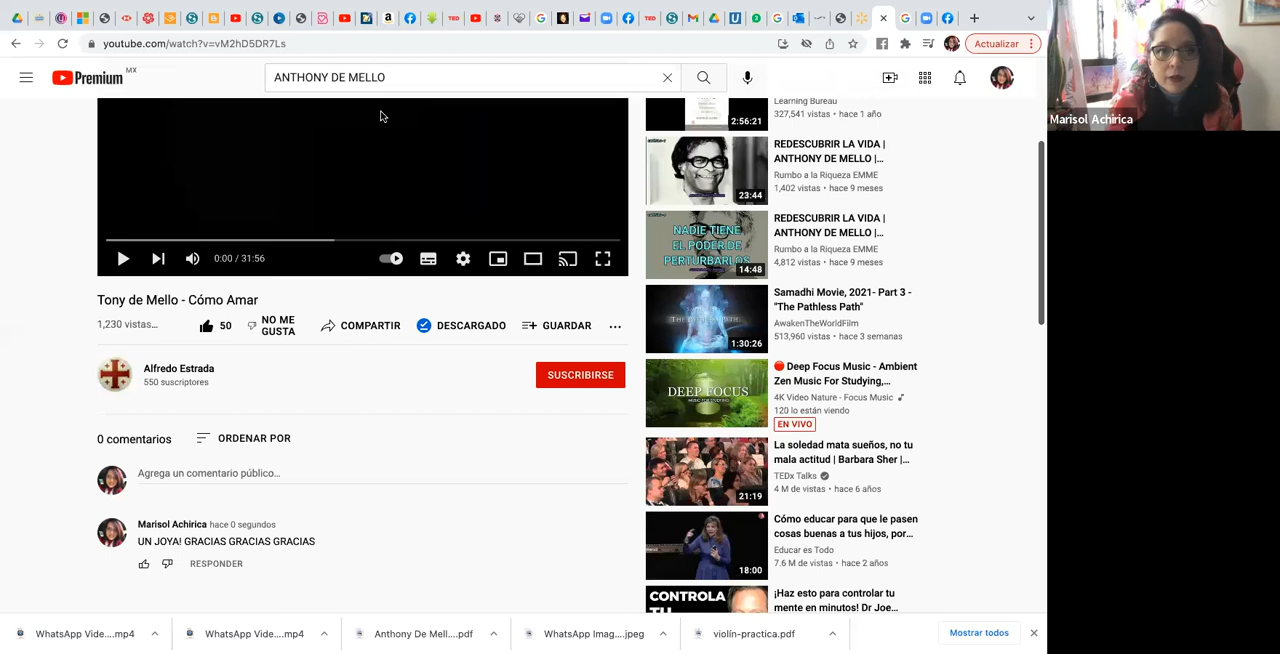 youtube.com/watch?v=vM2hD5DR7Ls
Actualizar
Premium MX
ANTHONY DE MELLO
Marisol Achirica
0:00 / 31:56
Tony de Mello - Cómo Amar
1,230 vistas...
50
NO ME
GUSTA
COMPARTIR
DESCARGADO
GUARDAR
Alfredo Estrada
550 suscriptores
SUSCRIBIRSE
0 comentarios
ORDENAR POR
Agrega un comentario público...
Marisol Achirica hace 0 segundos
UN JOYA! GRACIAS GRACIAS GRACIAS
RESPONDER
2:56:21
Learning Bureau
327,541 vistas • hace 1 año
23:44
REDESCUBRIR LA VIDA |
ANTHONY DE MELLO |...
Rumbo a la Riqueza EMME
1,402 vistas • hace 9 meses
NADIE TIENE
EL PODER DE
PERTURBARLOS
14:48
REDESCUBRIR LA VIDA |
ANTHONY DE MELLO |...
Rumbo a la Riqueza EMME
4,812 vistas • hace 9 meses
1:30:26
Samadhi Movie, 2021- Part 3 -
"The Pathless Path"
AwakenTheWorldFilm
513,960 vistas • hace 3 semanas
DEEP FOCUS
Deep Focus Music - Ambient
Zen Music For Studying,...
4K Video Nature - Focus Music
120 lo están viendo
EN VIVO
21:19
La soledad mata sueños, no tu
mala actitud | Barbara Sher |...
TEDx Talks
4 M de vistas • hace 6 años
18:00
Cómo educar para que le pasen
cosas buenas a tus hijos, por...
Educar es Todo
7.6 M de vistas • hace 2 años
CONTROLA
TU
¡Haz esto para controlar tu
mente en minutos! Dr Joe...
WhatsApp Vide....mp4
WhatsApp Vide....mp4
Anthony De Mell....pdf
WhatsApp Imag....jpeg
violín-practica.pdf
Mostrar todos